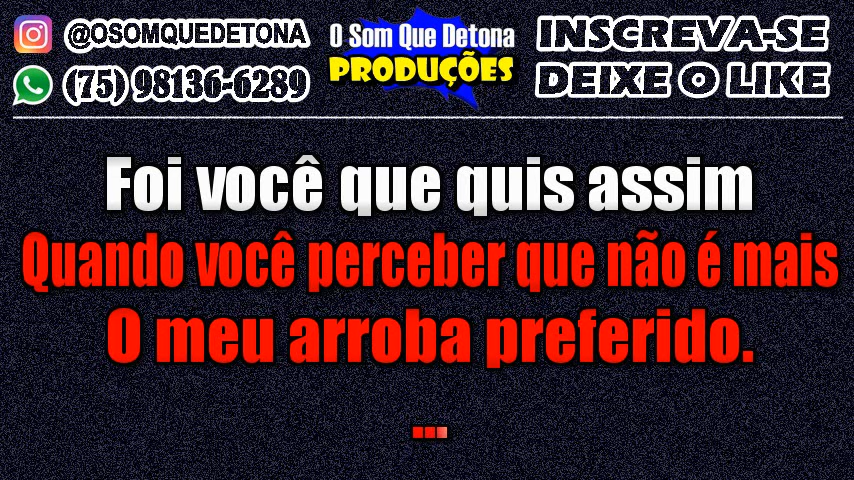 @OSOMQUEDETONA
(75) 98136-6289
O Som Que Detona
PRODUÇÕES
INSCREVA-SE
DEIXE O LIKE
Foi você que quis assim
Quando você perceber que não é mais
O meu arroba preferido.
...